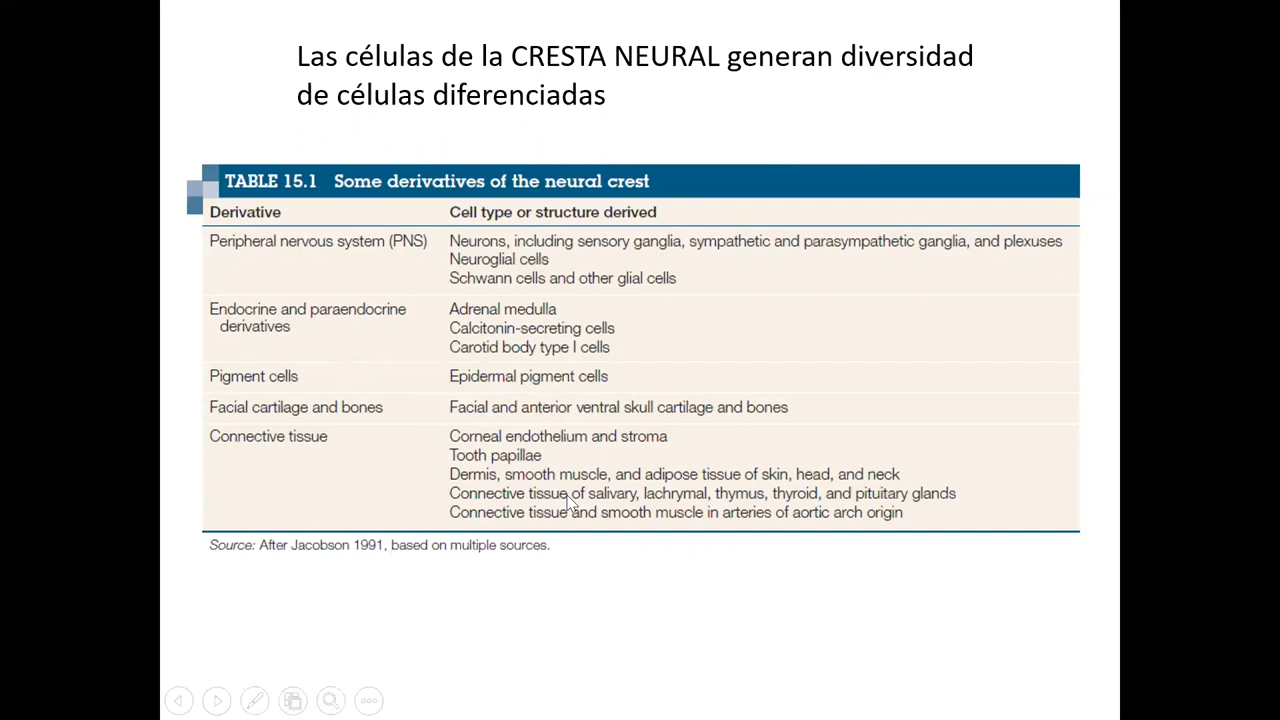 Las células de la CRESTA NEURAL generan diversidad
de células diferenciadas
TABLE 15.1 Some derivatives of the neural crest
Derivative Cell type or structure derived
Peripheral nervous system (PNS) Neurons, including sensory ganglia, sympathetic and parasympathetic ganglia, and plexuses
Neuroglial cells
Schwann cells and other glial cells
Endocrine and paraendocrine Adrenal medulla
derivatives Calcitonin-secreting cells
Carotid body type I cells
Pigment cells Epidermal pigment cells
Facial cartilage and bones Facial and anterior ventral skull cartilage and bones
Connective tissue Corneal endothelium and stroma
Tooth papillae
Dermis, smooth muscle, and adipose tissue of skin, head, and neck
Connective tissue of salivary, lachrymal, thymus, thyroid, and pituitary glands
Connective tissue and smooth muscle in arteries of aortic arch origin
Source: After Jacobson 1991, based on multiple sources.